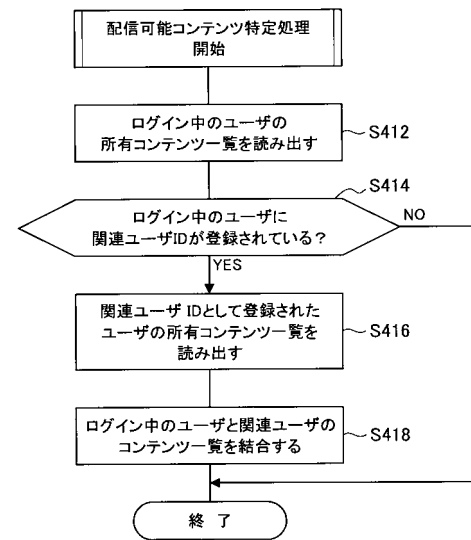 配信可能コンテンツ特定処理
開始
ログイン中のユーザの
所有コンテンツ一覧を読み出す
S412
S414
ログイン中のユーザに
関連ユーザIDが登録されている?
NO
YES
関連ユーザ IDとして登録された
ユーザの所有コンテンツ一覧を
読み出す
S416
ログイン中のユーザと関連ユーザの
コンテンツ一覧を結合する
S418
終 了